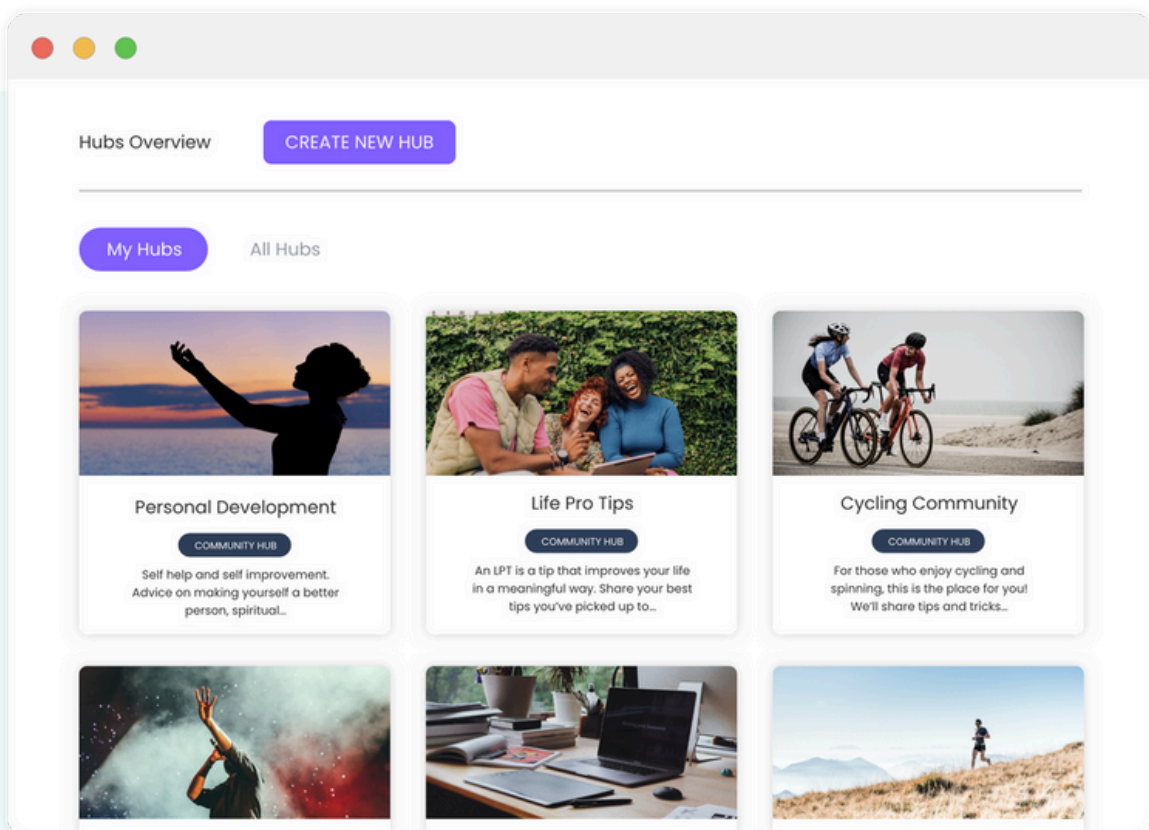 Hubs Overview
CREATE NEW HUB
My Hubs
All Hubs
Personal Development
COMMUNITY HUB
Self help and self improvement.
Advice on making yourself a better
person, spiritual...
Life Pro Tips
COMMUNITY HUB
An LPT is a tip that improves your life
in a meaningful way. Share your best
tips you've picked up to...
Cycling Community
COMMUNITY HUB
For those who enjoy cycling and
spinning, this is the place for you!
We'll share tips and tricks...